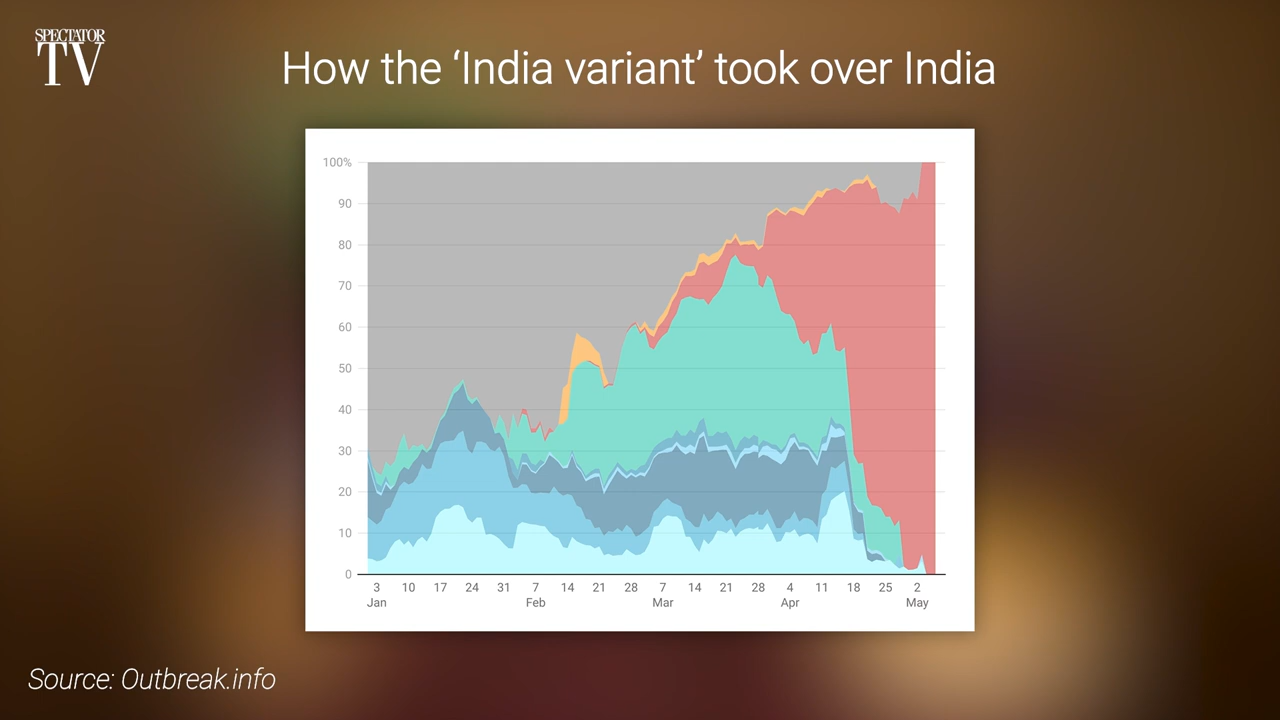 SPECTATOR
TV
How the ‘India variant’ took over India
100%
90
80
70
60
50
40
30
20
10
0
3 10 17 24 31 7 14 21 28 7 14 21 28 4 11 18 25 2
Jan Feb Mar Apr May
Source: Outbreak.info